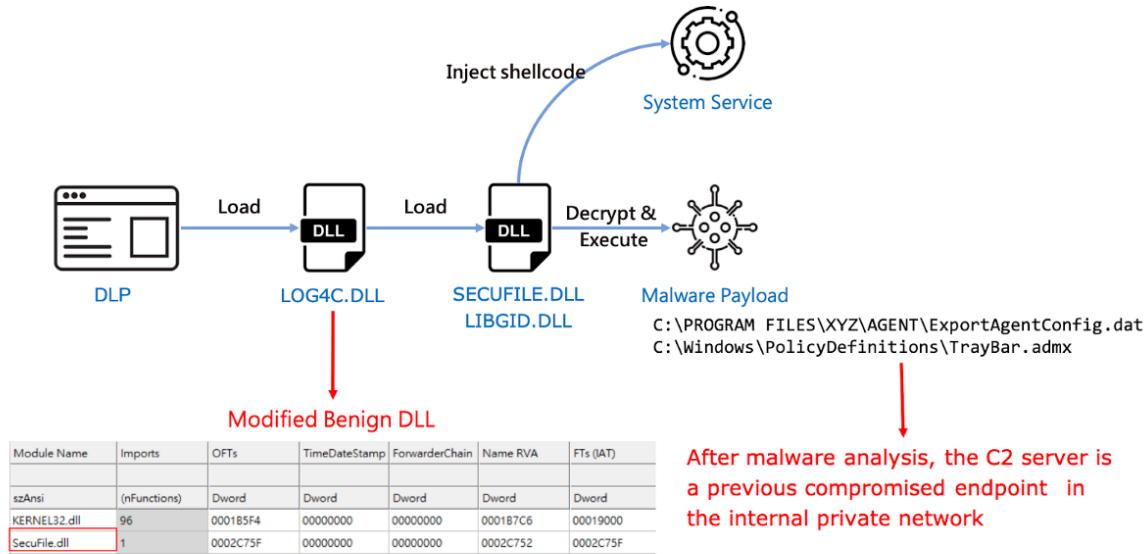 Inject shellcode
System Service
Load
Load
Decrypt &
Execute
DLL
DLL
DLP
LOG4C.DLL
SECUFILE.DLL
LIBGID.DLL
Malware Payload
C:\PROGRAM FILES\XYZ\AGENT\ExportAgentConfig.dat
C:\Windows\PolicyDefinitions\TrayBar.admx
Modified Benign DLL
Module Name Imports OFTs TimeDateStamp ForwarderChain Name RVA FTs (IAT)
szAnsi (nFunctions) Dword Dword Dword Dword Dword
KERNEL32.dll 96 0001B5F4 00000000 00000000 0001B7C6 00019000
SecuFile.dll 1 0002C75F 00000000 00000000 0002C752 0002C75F
After malware analysis, the C2 server is
a previous compromised endpoint in
the internal private network